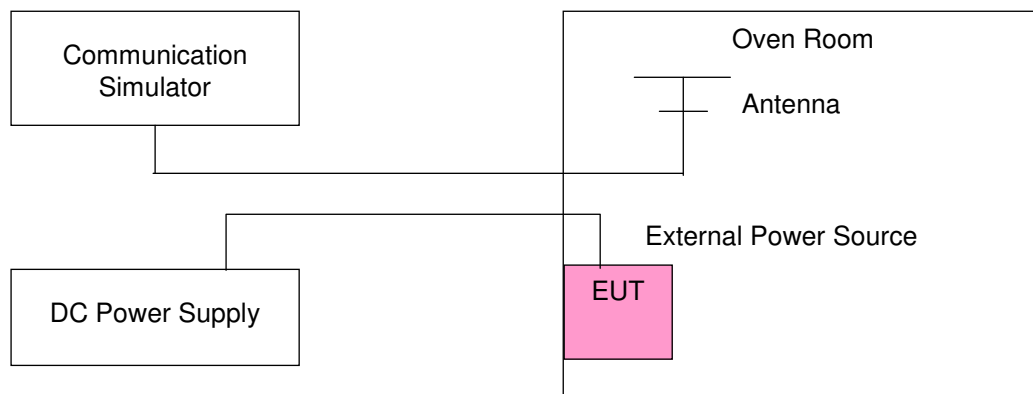 Communication
Simulator
Oven Room
Antenna
External Power Source
EUT
DC Power Supply